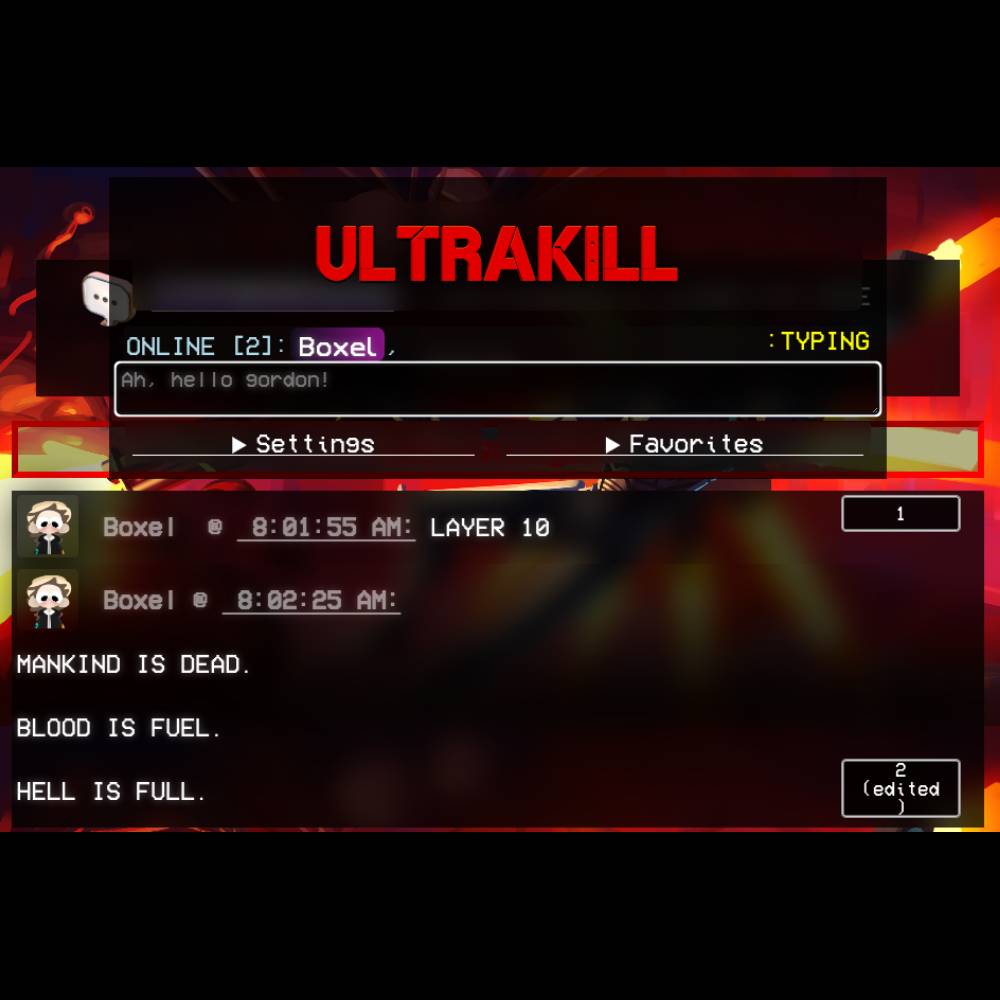 ULTRAKILL
E
ONLINE [2]: Boxel,
:TYPING
Ah, hello gordon!
▶ Settings
▶ Favorites
Boxel @ 8:01:55 AM: LAYER 10
1
Boxel @ 8:02:25 AM:
MANKIND IS DEAD.
BLOOD IS FUEL.
HELL IS FULL.
2
(edited
)